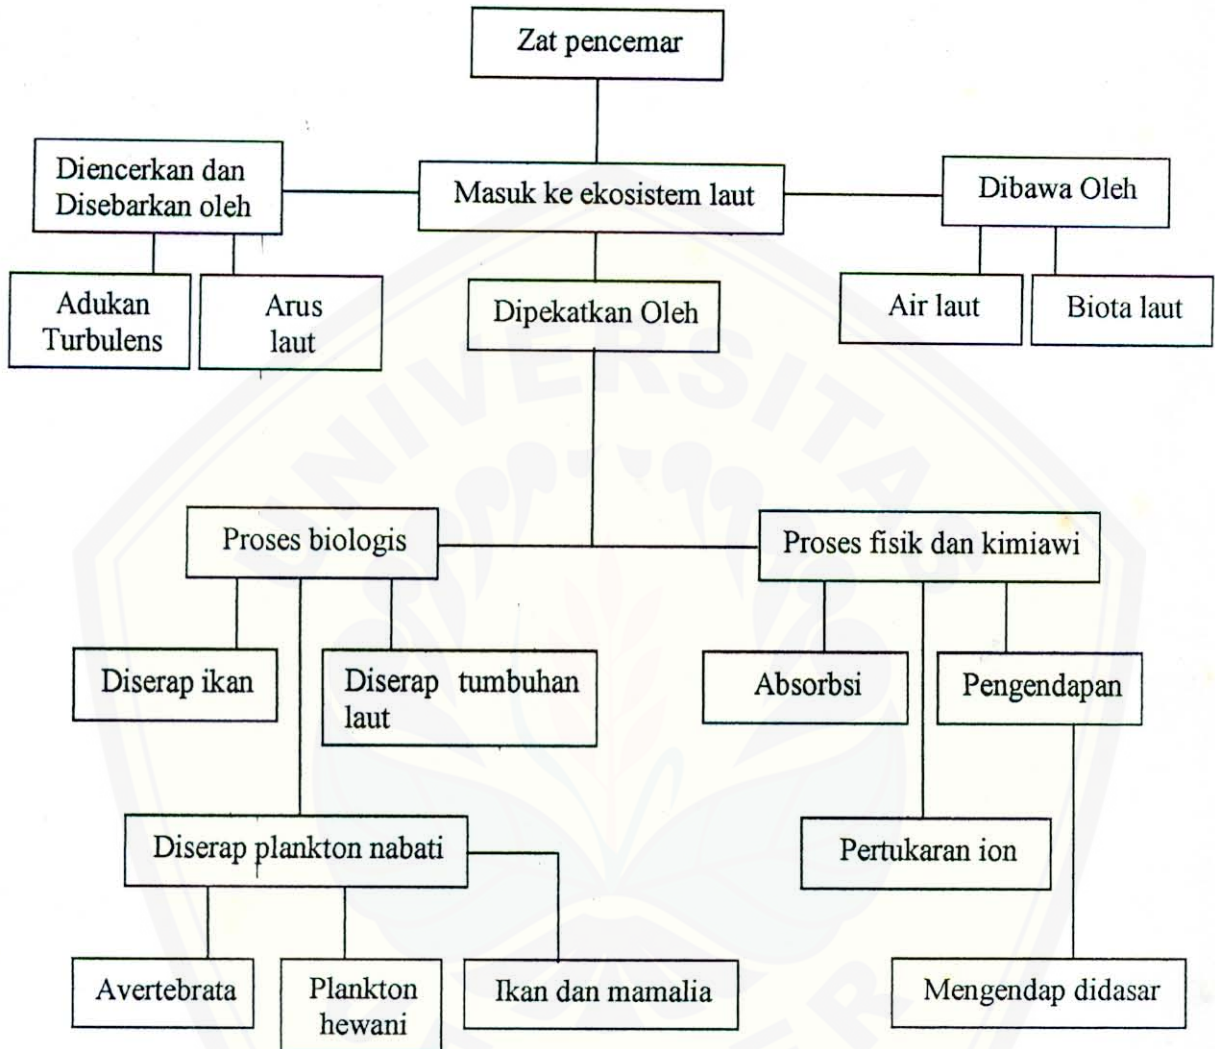 Zat pencemar
Diencerkan dan
Disebarkan oleh
Masuk ke ekosistem laut
Dibawa Oleh
Adukan
Turbulens
Arus
laut
Dipekatkan Oleh
Air laut
Biota laut
Proses biologis
Proses fisik dan kimiawi
Diserap ikan
Diserap tumbuhan
laut
Absorbsi
Pengendapan
Diserap plankton nabati
Pertukaran ion
Avertebrata
Plankton
hewani
Ikan dan mamalia
Mengendap didasar
UNIVERSITAS